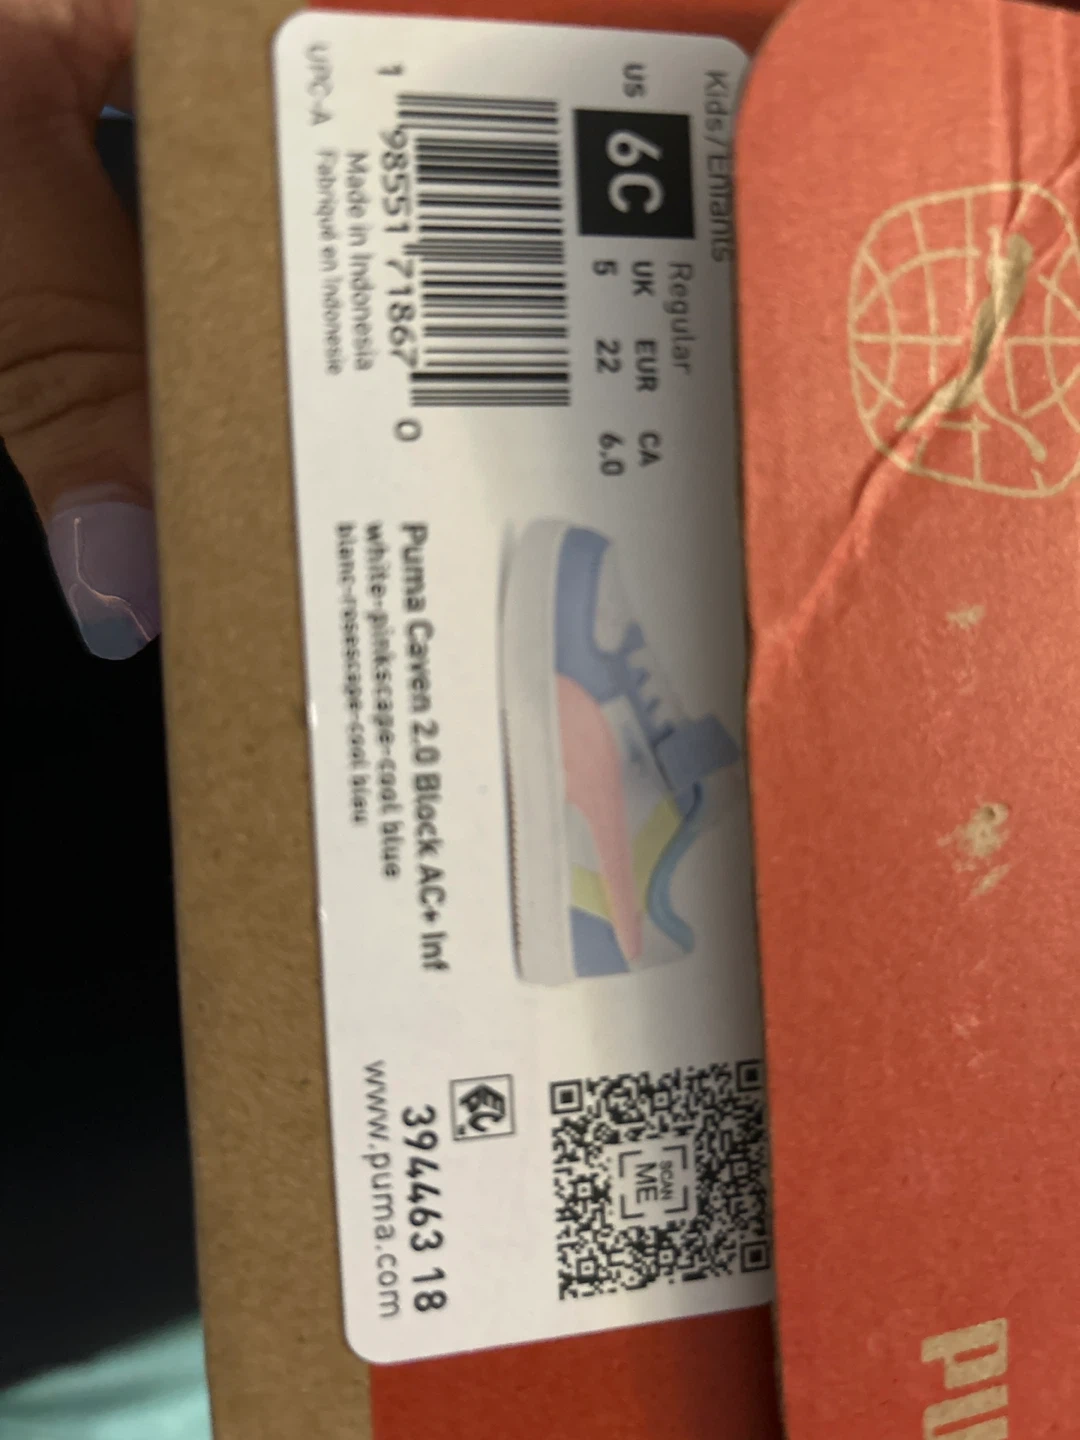 Kids / Enfants
Regular
US 6C
UK EUR CA
5 22 6.0
1 98551 71867 0
UPC-A
Made in Indonesia
Fabriqué en Indonesie
Puma Caven 2.0 Block AC+ Inf
white-pinkscape-cool blue
blanc-rosescape-cool bleu
SCAN
ME
EC
394463 18
www.puma.com
PU